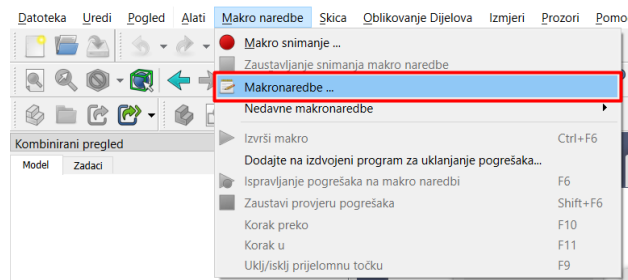 Datoteka Uredi Pogled Alati Makro naredbe Skica Oblikovanje Dijelova Izmjeri Prozori Pomo
Makro snimanje ...
Zaustavljanje snimanja makro naredbe
Makronaredbe ...
Nedavne makronaredbe
Izvrši makro Ctrl+F6
Dodajte na izdvojeni program za uklanjanje pogrešaka...
Ispravljanje pogrešaka na makro naredbi F6
Zaustavi provjeru pogrešaka Shift+F6
Korak preko F10
Korak u F11
Uklj/isklj prijelomnu točku F9
Kombinirani pregled
Model Zadaci